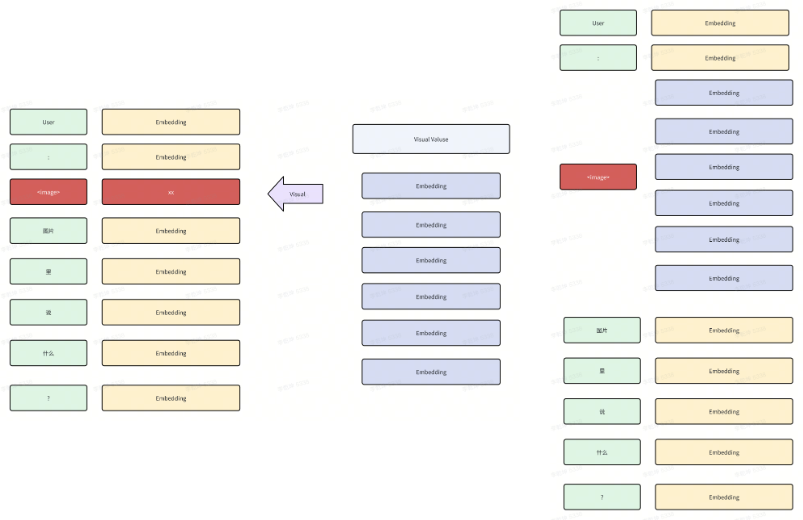 User Embedding
: Embedding
<image> xx
图片 Embedding
是 Embedding
说 Embedding
什么 Embedding
? Embedding
Visual
Visual Valuse
Embedding
Embedding
Embedding
Embedding
Embedding
Embedding
User Embedding
: Embedding
<image>
Embedding
Embedding
Embedding
Embedding
Embedding
Embedding
图片 Embedding
是 Embedding
说 Embedding
什么 Embedding
? Embedding